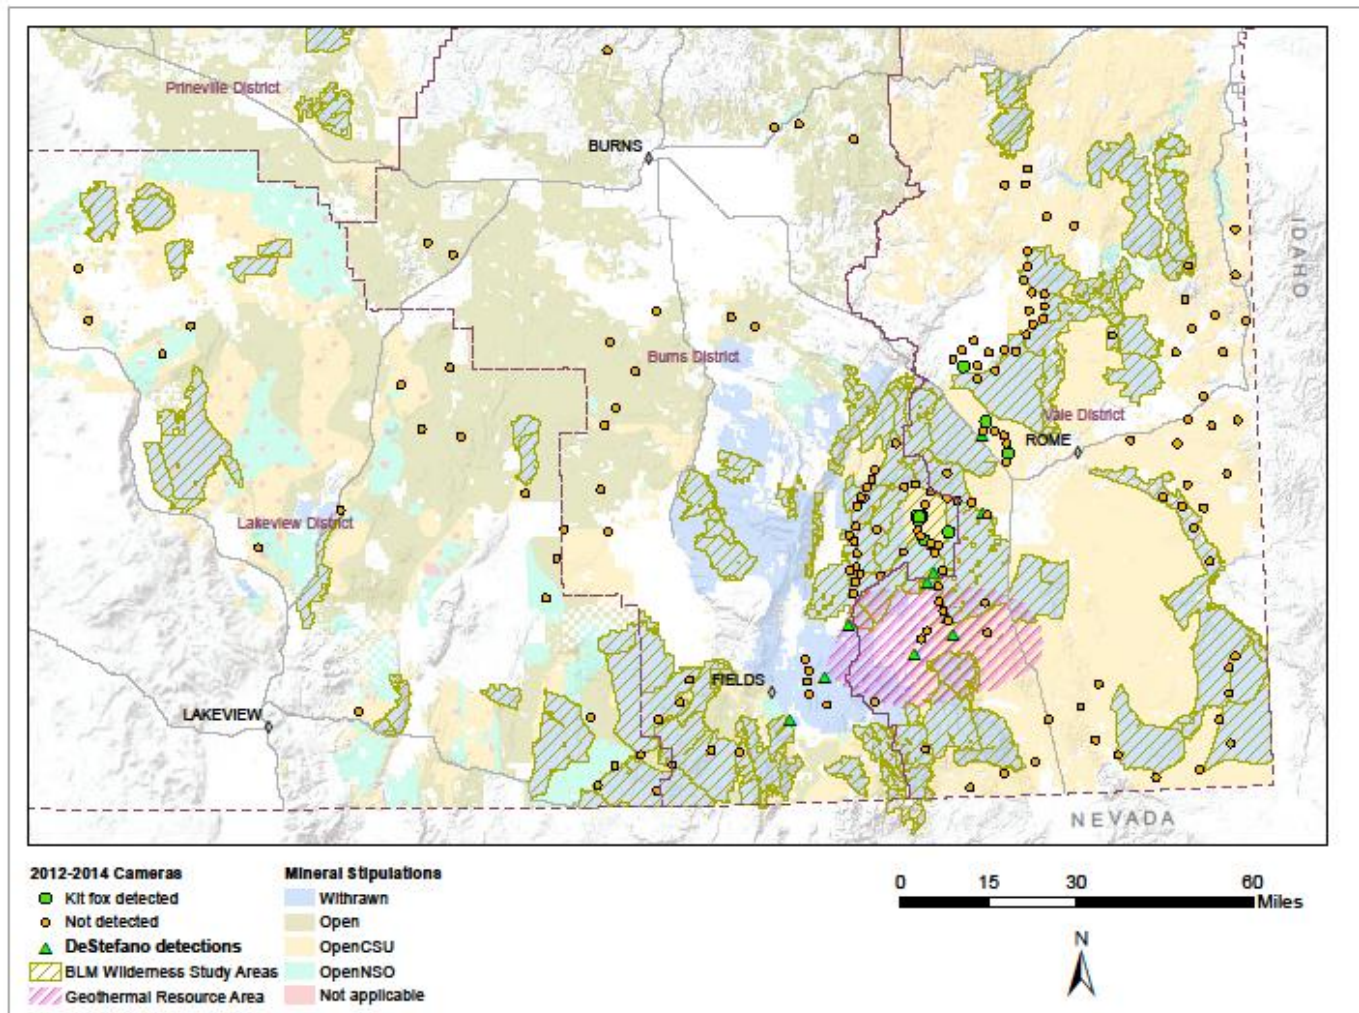 Prineville District
BURNS
IDAHO
Burns District
Vale District
ROME
Lakeview District
FIELDS
LAKEVIEW
NEVADA
2012-2014 Cameras
Kit fox detected
Not detected
DeStefano detections
BLM Wilderness Study Areas
Geothermal Resource Area
Mineral Stipulations
Withrawn
Open
OpenCSU
OpenNSO
Not applicable
0 15 30 60
Miles
N